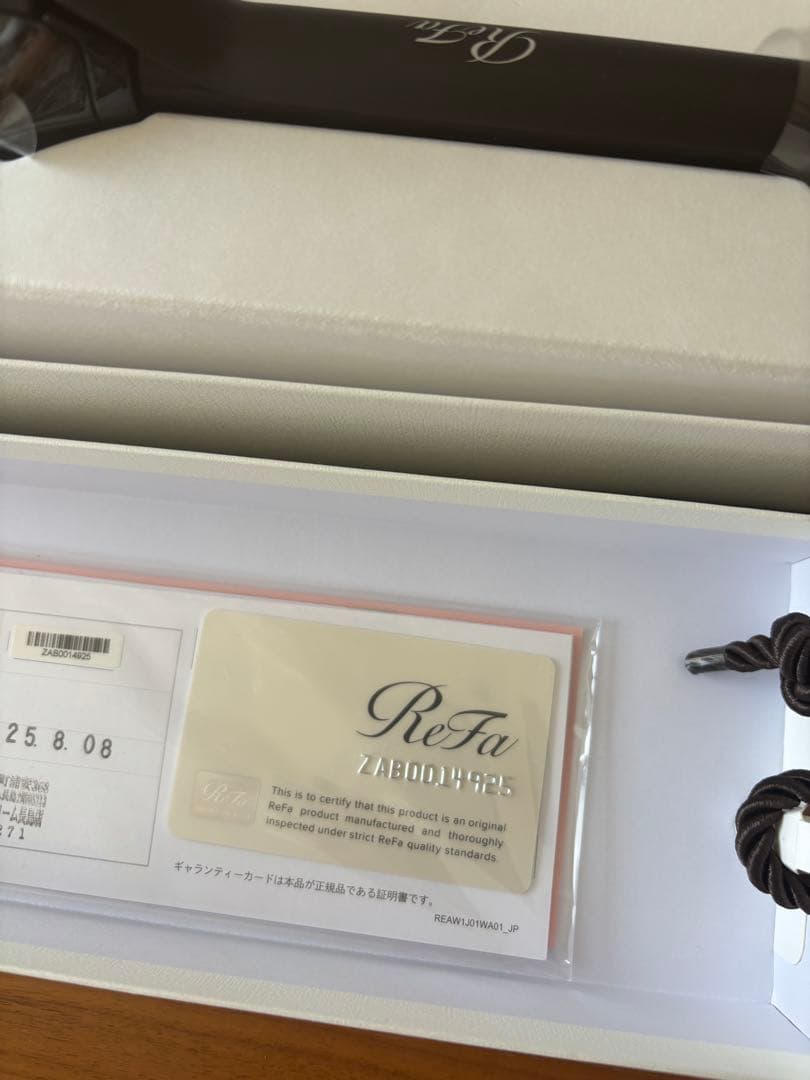 ReFa
ZAB0014925
25. 8. 08
271
ReFa
ZAB0014925
ReFa
This is to certify that this product is an original
ReFa product manufactured and thoroughly
inspected under strict ReFa quality standards.
ギャランティーカードは本品が正規品である証明書です。
REAW1J01WA01_JP